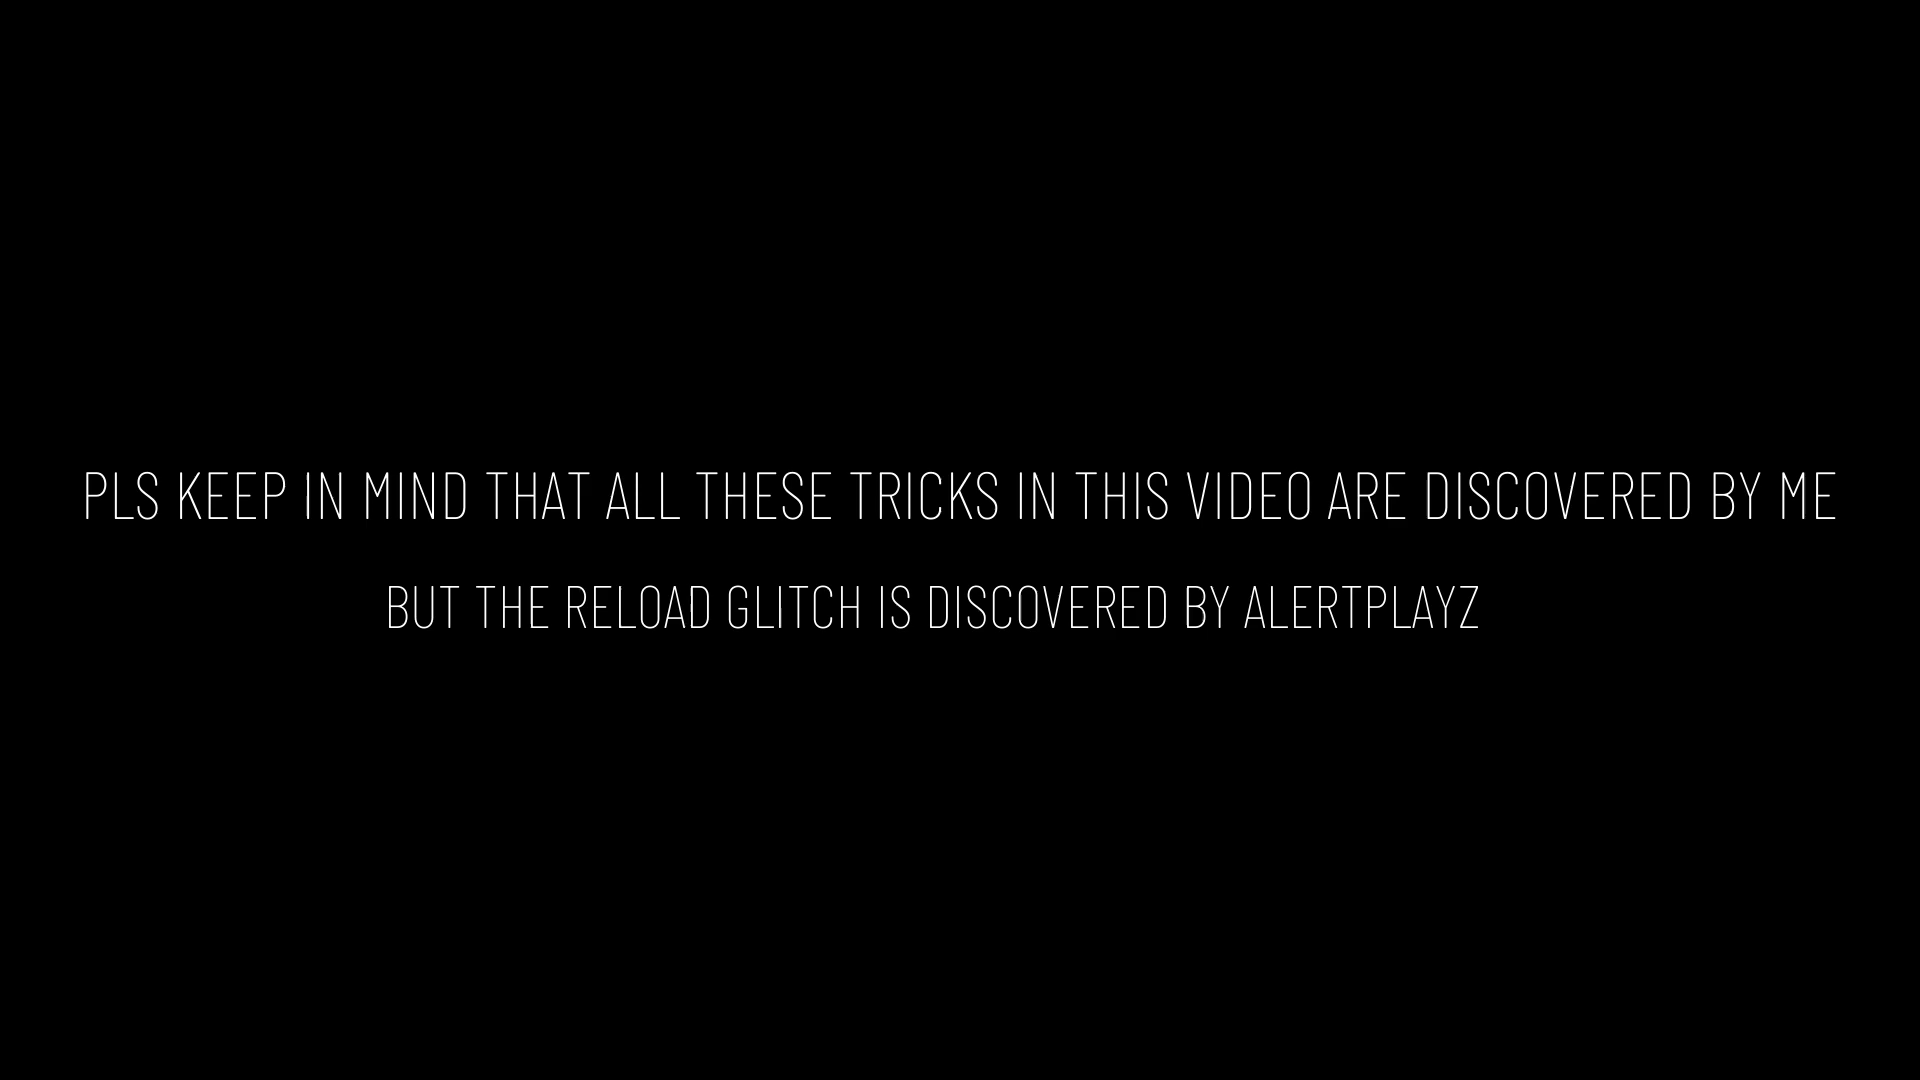 PLS KEEP IN MIND THAT ALL THESE TRICKS IN THIS VIDEO ARE DISCOVERED BY ME
BUT THE RELOAD GLITCH IS DISCOVERED BY ALERTPLAYZ